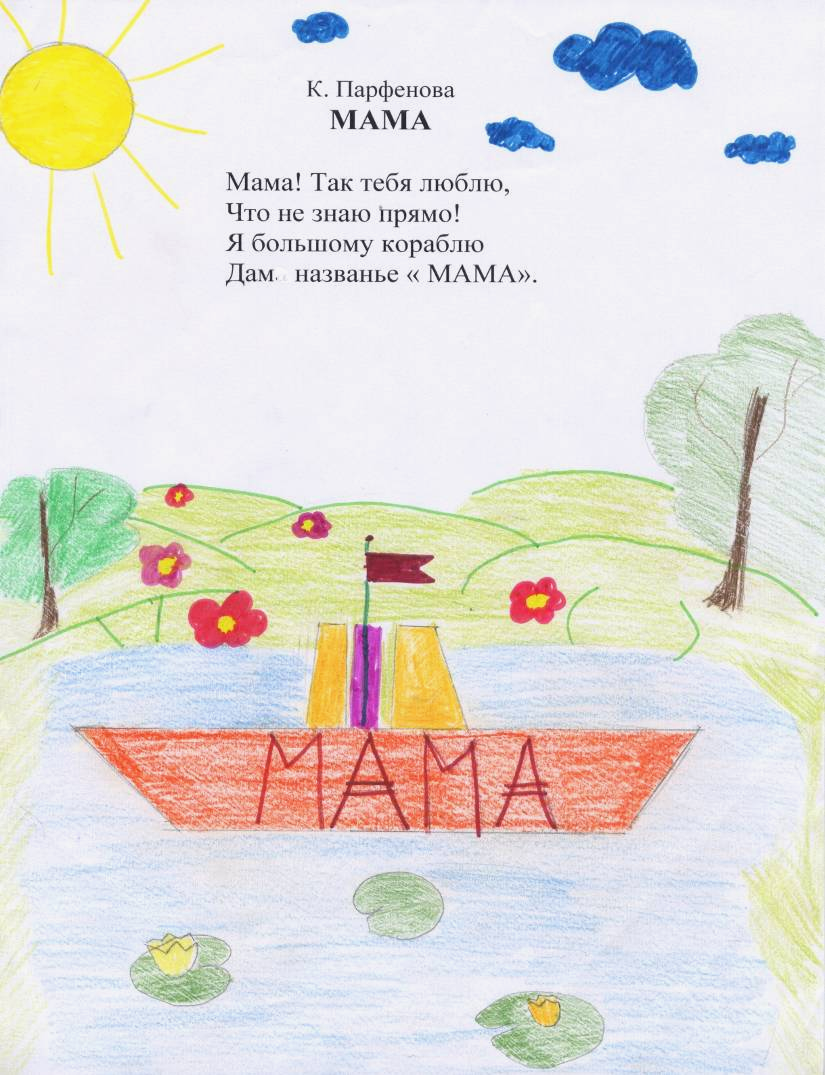 К. Парфенова
МАМА
Мама! Так тебя люблю,
Что не знаю прямо!
Я большому кораблю
Дам названье « МАМА».
МАМА